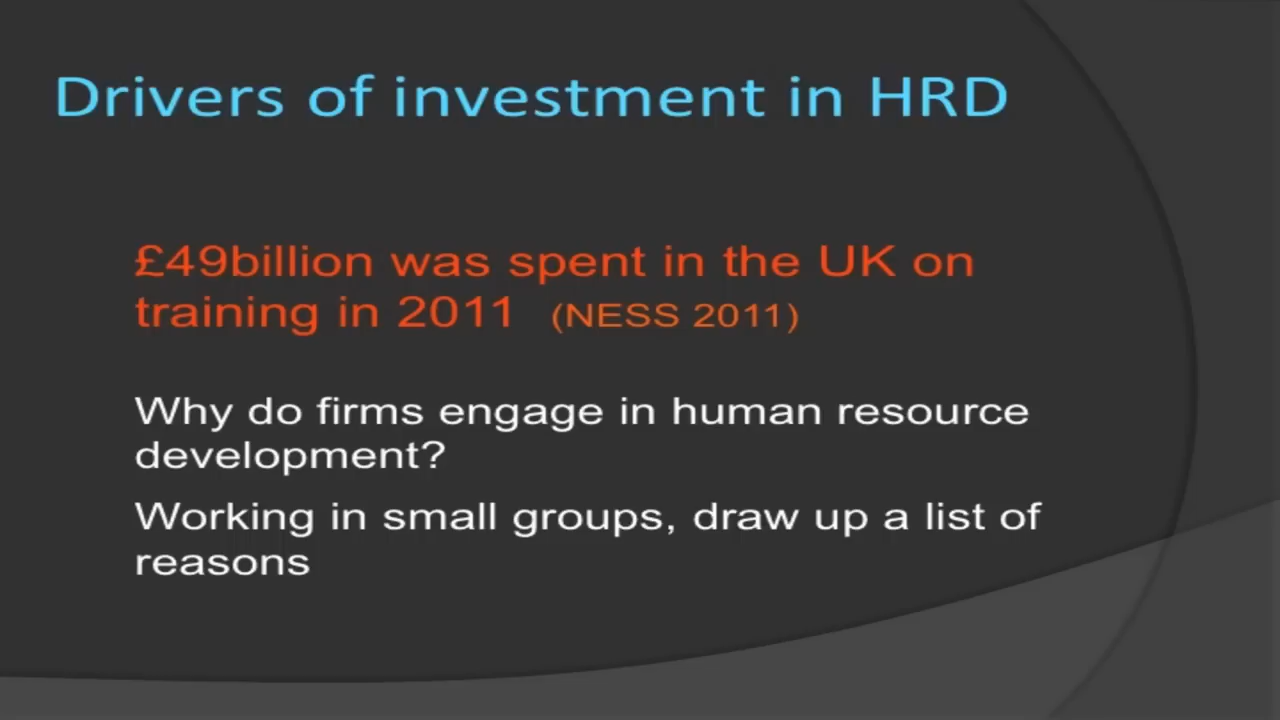 Drivers of investment in HRD
£49billion was spent in the UK on
training in 2011 (NESS 2011)
Why do firms engage in human resource
development?
Working in small groups, draw up a list of
reasons